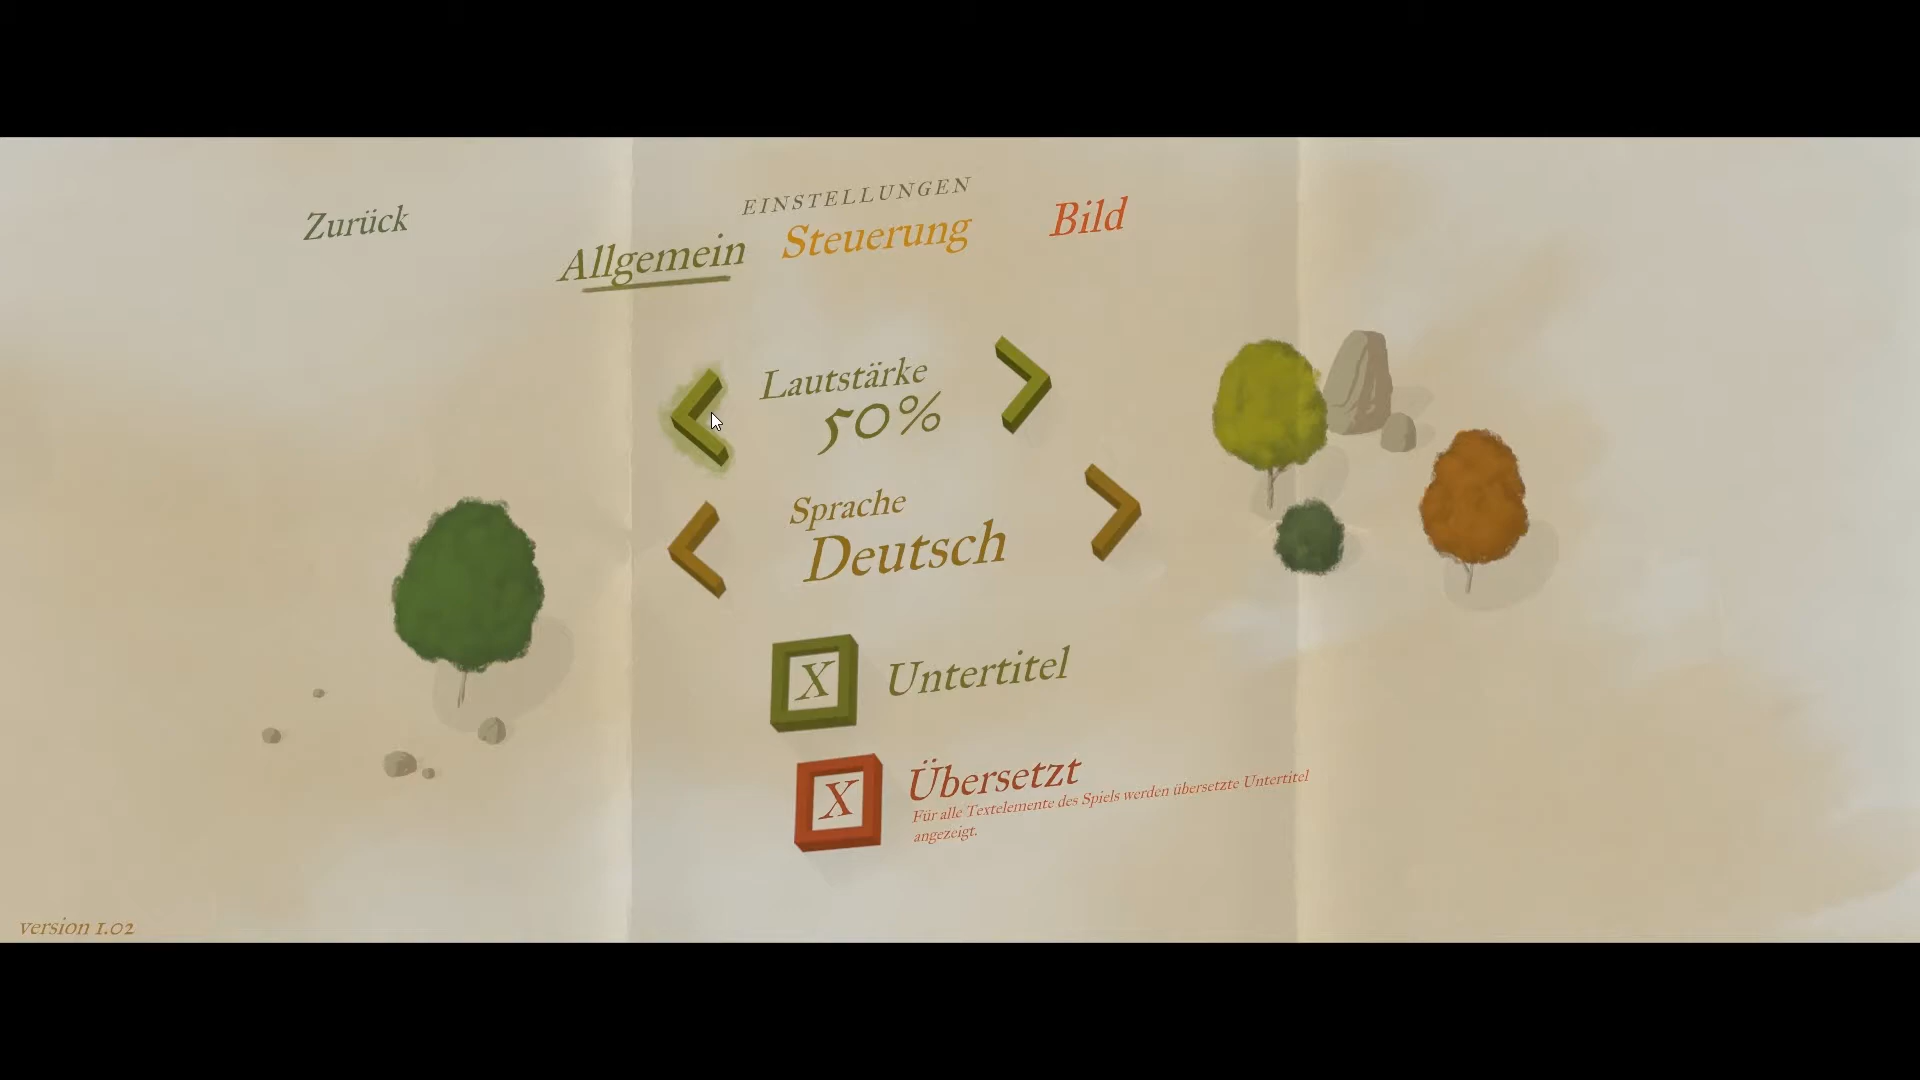 EINSTELLUNGEN
Zurück
Allgemein
Steuerung
Bild
Lautstärke
50%
Sprache
Deutsch
X Untertitel
X Übersetzt
Für alle Textelemente des Spiels werden übersetzte Untertitel
angezeigt.
version 1.02